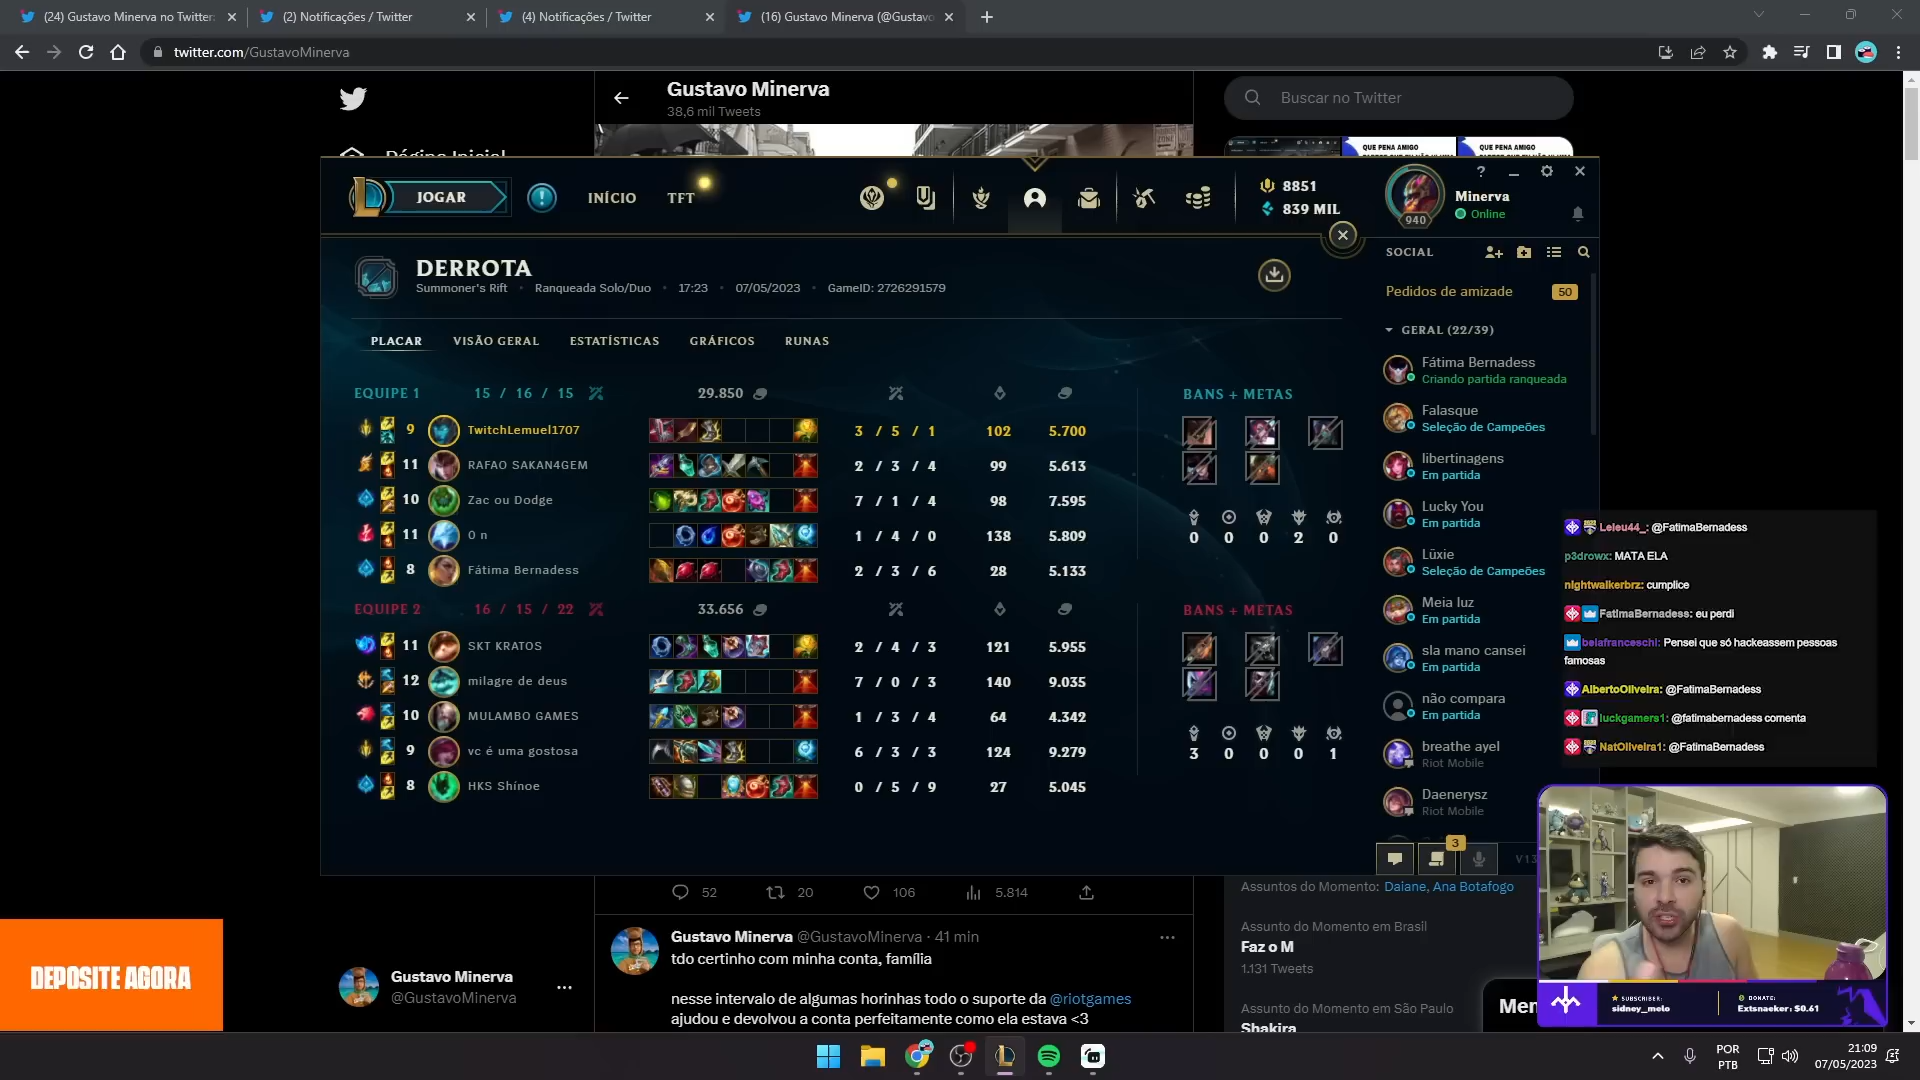 (24) Gustavo Minerva no Twitter:
(2) Notificações / Twitter
(4) Notificações / Twitter
(16) Gustavo Minerva (@Gustavo
twitter.com/GustavoMinerva
Gustavo Minerva
38,6 mil Tweets
Buscar no Twitter
Página Inicial
QUE PENA AMIGO
QUE PENA AMIGO
JOGAR
INÍCIO
TFT
8851
839 MIL
940
Minerva
Online
DERROTA
Summoner's Rift • Ranqueada Solo/Duo • 17:23 • 07/05/2023 • GameID: 2726291579
PLACAR
VISÃO GERAL
ESTATÍSTICAS
GRÁFICOS
RUNAS
EQUIPE 1 15 / 16 / 15 29.850
BANS + METAS
9 TwitchLemuel1707 3 / 5 / 1 102 5.700
11 RAFAO SAKAN4GEM 2 / 3 / 4 99 5.613
10 Zac ou Dodge 7 / 1 / 4 98 7.595
11 O n 1 / 4 / 0 138 5.809
8 Fátima Bernadess 2 / 3 / 6 28 5.133
0 0 0 2 0
EQUIPE 2 16 / 15 / 22 33.656
BANS + METAS
11 SKT KRATOS 2 / 4 / 3 121 5.955
12 milagre de deus 7 / 0 / 3 140 9.035
10 MULAMBO GAMES 1 / 3 / 4 64 4.342
9 vc é uma gostosa 6 / 3 / 3 124 9.279
8 HKS Shínoe 0 / 5 / 9 27 5.045
3 0 0 0 1
SOCIAL
Pedidos de amizade 50
GERAL (22/39)
Fátima Bernadess
Criando partida ranqueada
Falasque
Seleção de Campeões
libertinagens
Em partida
Lucky You
Em partida
Lüxie
Seleção de Campeões
Meia luz
Em partida
sla mano cansei
Em partida
não compara
Em partida
breathe ayel
Riot Mobile
Daenerysz
Riot Mobile
3
V13
Leleu44_: @FatimaBernadess
p3drowx: MATA ELA
nightwalkerbrz: cumplice
FatimaBernadess: eu perdi
belafranceschi: Pensei que só hackeassem pessoas
famosas
AlbertoOliveira: @FatimaBernadess
luckgamers1: @fatimabernadess comenta
NatOliveira1: @FatimaBernadess
52 20 106 5.814
Gustavo Minerva @GustavoMinerva · 41 min
tdo certinho com minha conta, família
nesse intervalo de algumas horinhas todo o suporte da @riotgames
ajudou e devolvou a conta perfeitamente como ela estava <3
Assuntos do Momento: Daiane, Ana Botafogo
Assunto do Momento em Brasil
Faz o M
1.131 Tweets
Assunto do Momento em São Paulo
Shakira
Men
DEPOSITE AGORA
Gustavo Minerva
@GustavoMinerva
SUBSCRIBER:
sidney_melo
DONATE:
Extsnaeker: $0.61
POR
PTB
21:09
07/05/2023